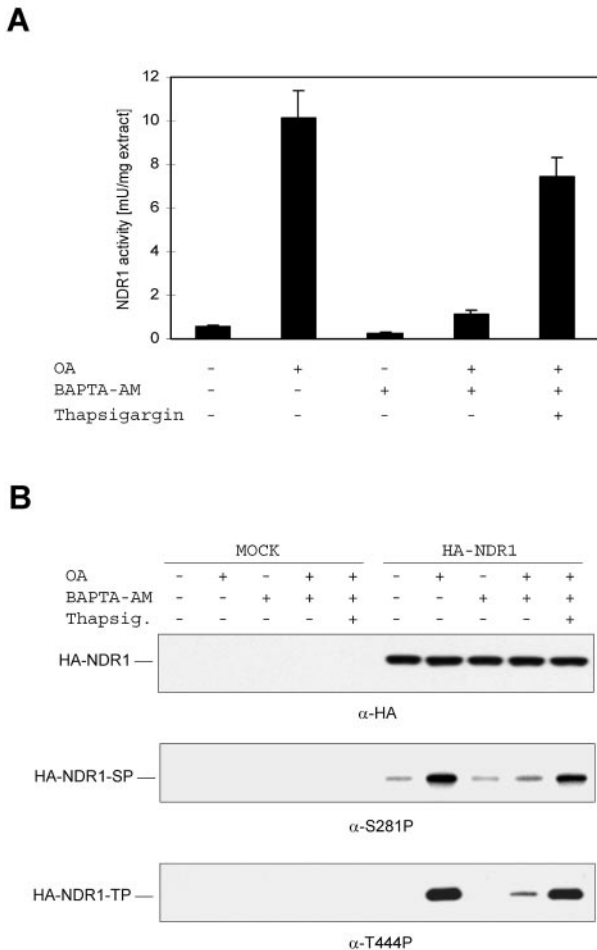 A
12
10
8
6
4
2
0
NDR1 activity [mU/mg extract]
OA - + - + +
BAPTA-AM - - + + +
Thapsigargin - - - - +
B
MOCK HA-NDR1
OA - + - + + - + - + +
BAPTA-AM - - + + + - - + + +
Thapsig. - - - - + - - - - +
HA-NDR1
α-HA
HA-NDR1-SP
α-S281P
HA-NDR1-TP
α-T444P